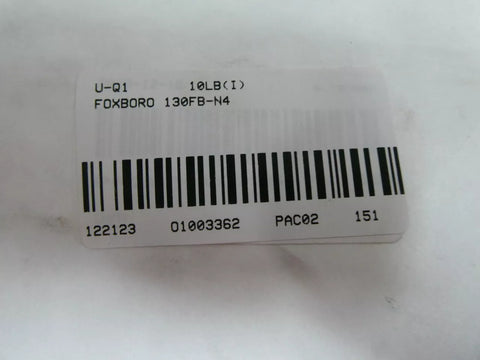 U-Q1 10LB(I)
FOXBORO 130FB-N4
122123 01003362 PAC02 151